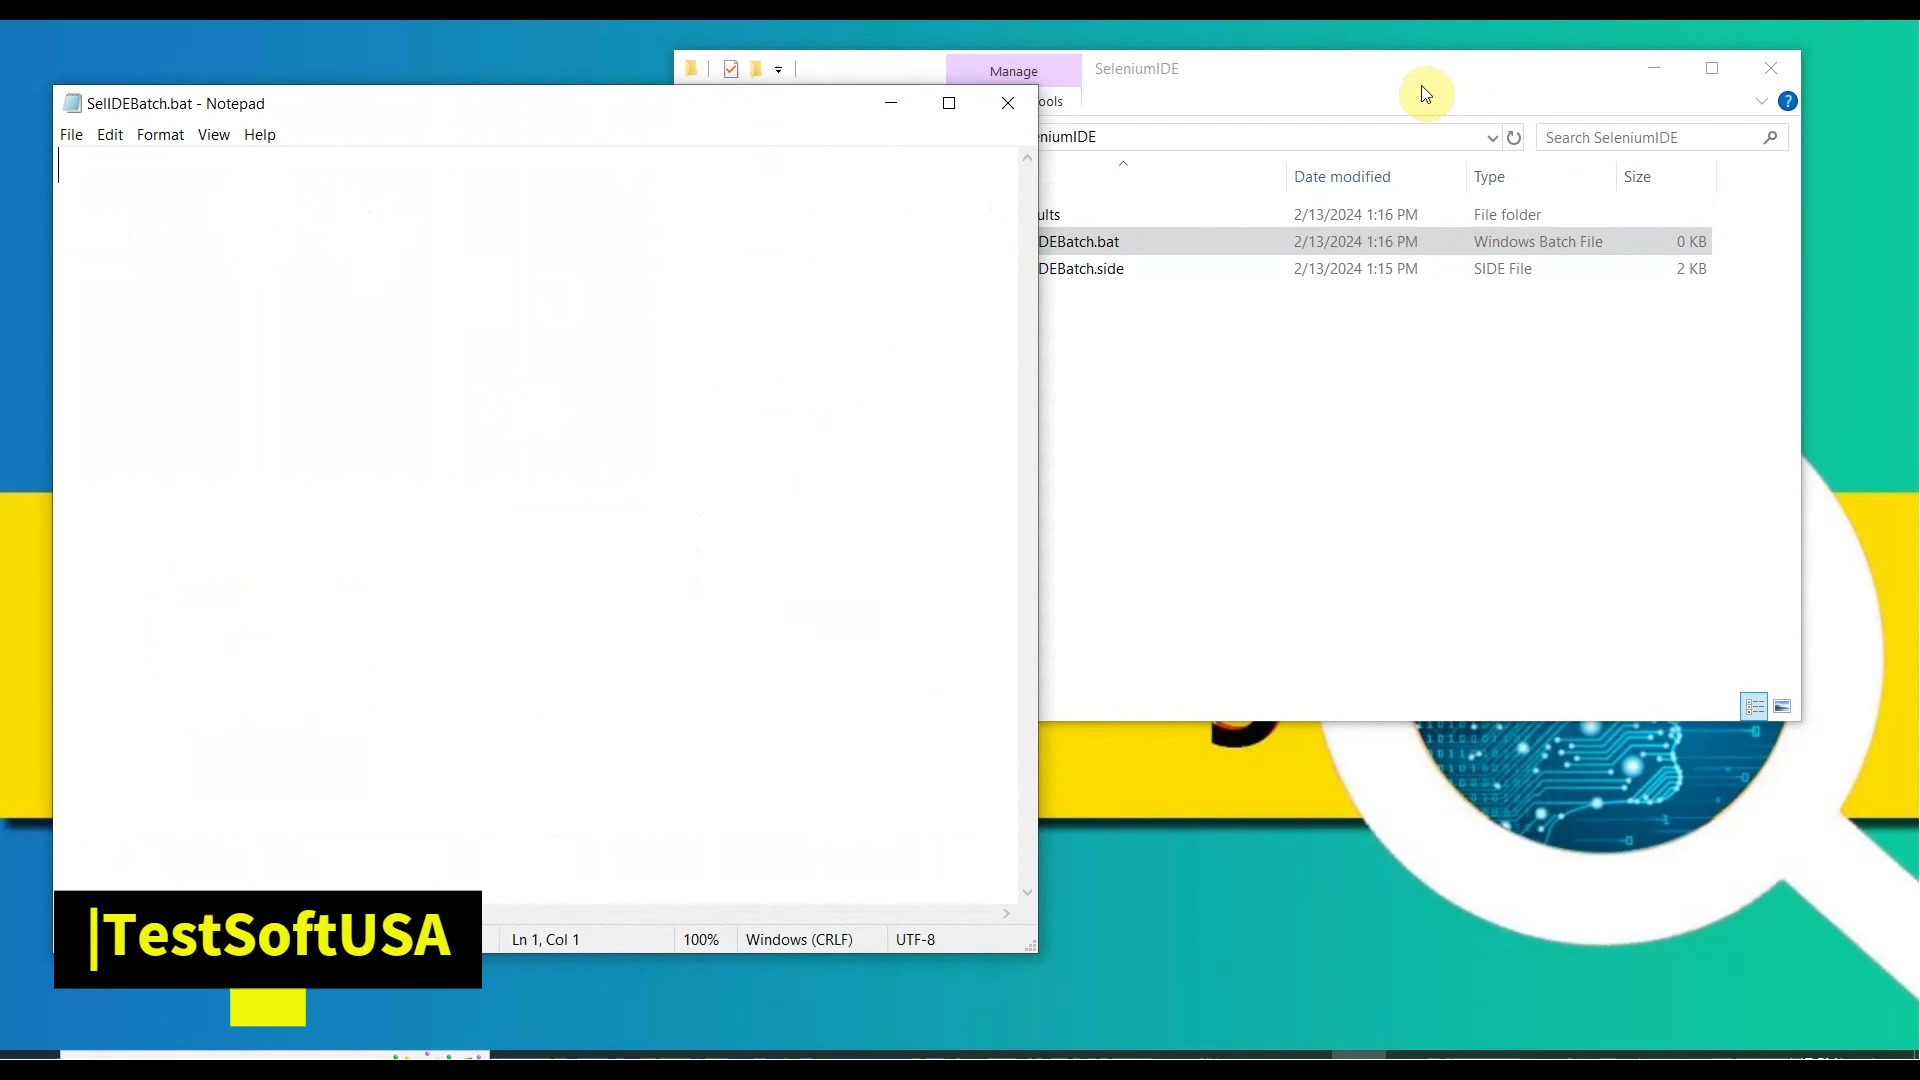 Manage
SeleniumIDE
SelIDEBatch.bat - Notepad
ools
?
File Edit Format View Help
eniumIDE
Search SeleniumIDE
Date modified Type Size
ults 2/13/2024 1:16 PM File folder
DEBatch.bat 2/13/2024 1:16 PM Windows Batch File 0 KB
DEBatch.side 2/13/2024 1:15 PM SIDE File 2 KB
|TestSoftUSA
Ln 1, Col 1 100% Windows (CRLF) UTF-8